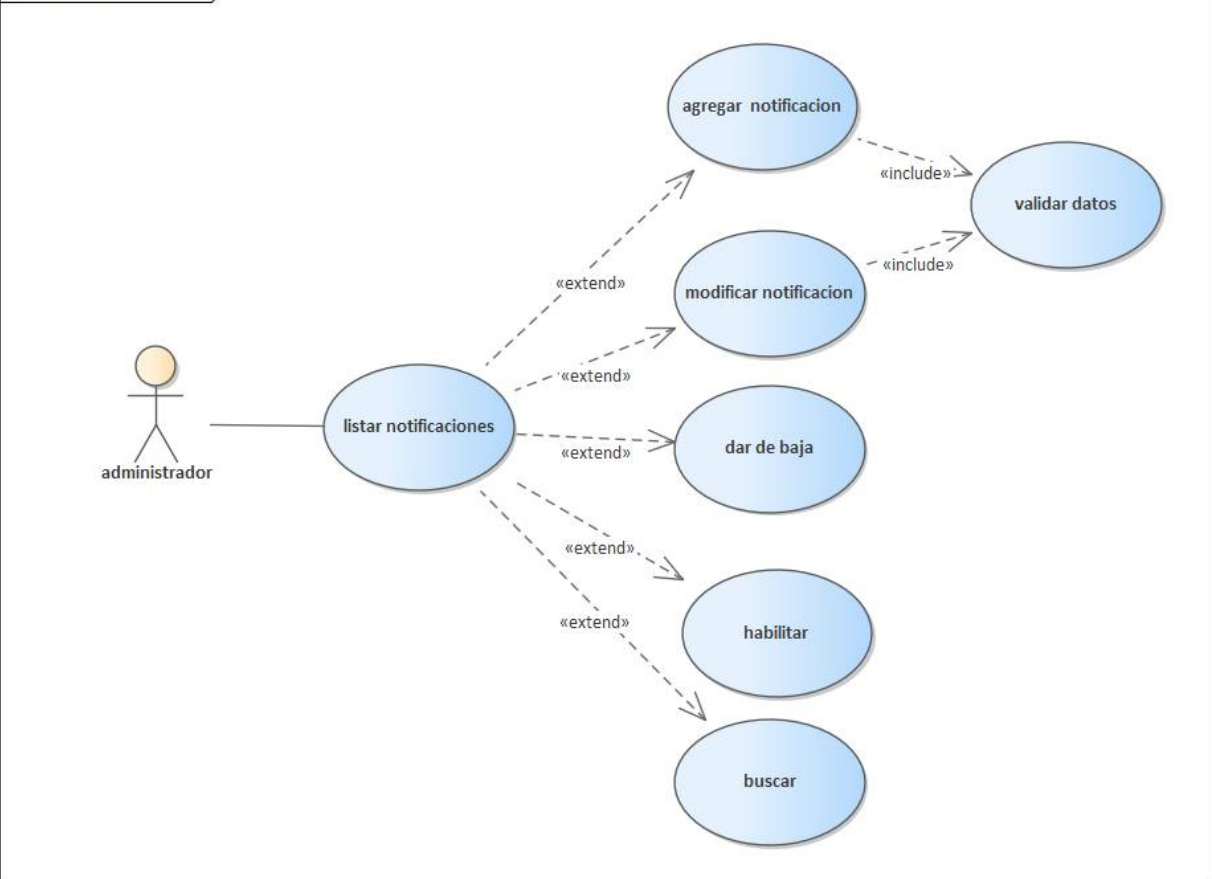 agregar notificacion
«include»
validar datos
«extend»
modificar notificacion
«include»
«extend»
listar notificaciones
administrador
dar de baja
«extend»
«extend»
habilitar
«extend»
buscar